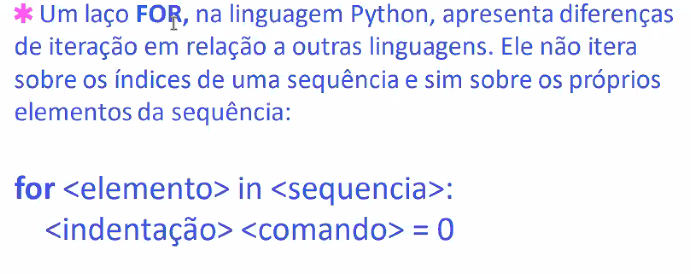 * Um laço FOR, na linguagem Python, apresenta diferenças
de iteração em relação a outras linguagens. Ele não itera
sobre os índices de uma sequência e sim sobre os próprios
elementos da sequência:
for <elemento> in <sequencia>:
<indentação> <comando> = 0